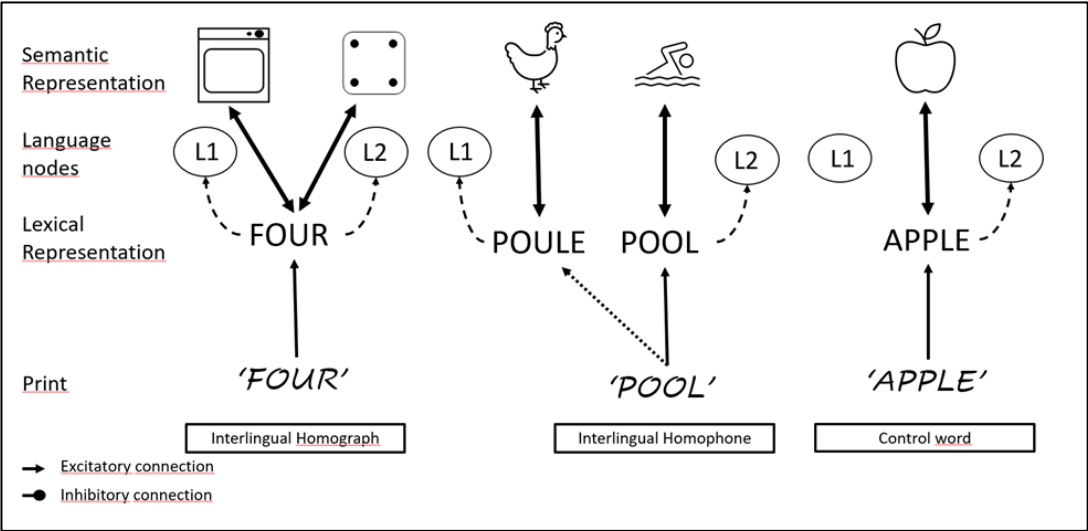 Semantic
Representation
Language
nodes
L1
L2
L1
L2
L1
L2
Lexical
Representation
FOUR
POULE
POOL
APPLE
Print
‘FOUR’
‘POOL’
‘APPLE’
Interlingual Homograph
Interlingual Homophone
Control word
Excitatory connection
Inhibitory connection